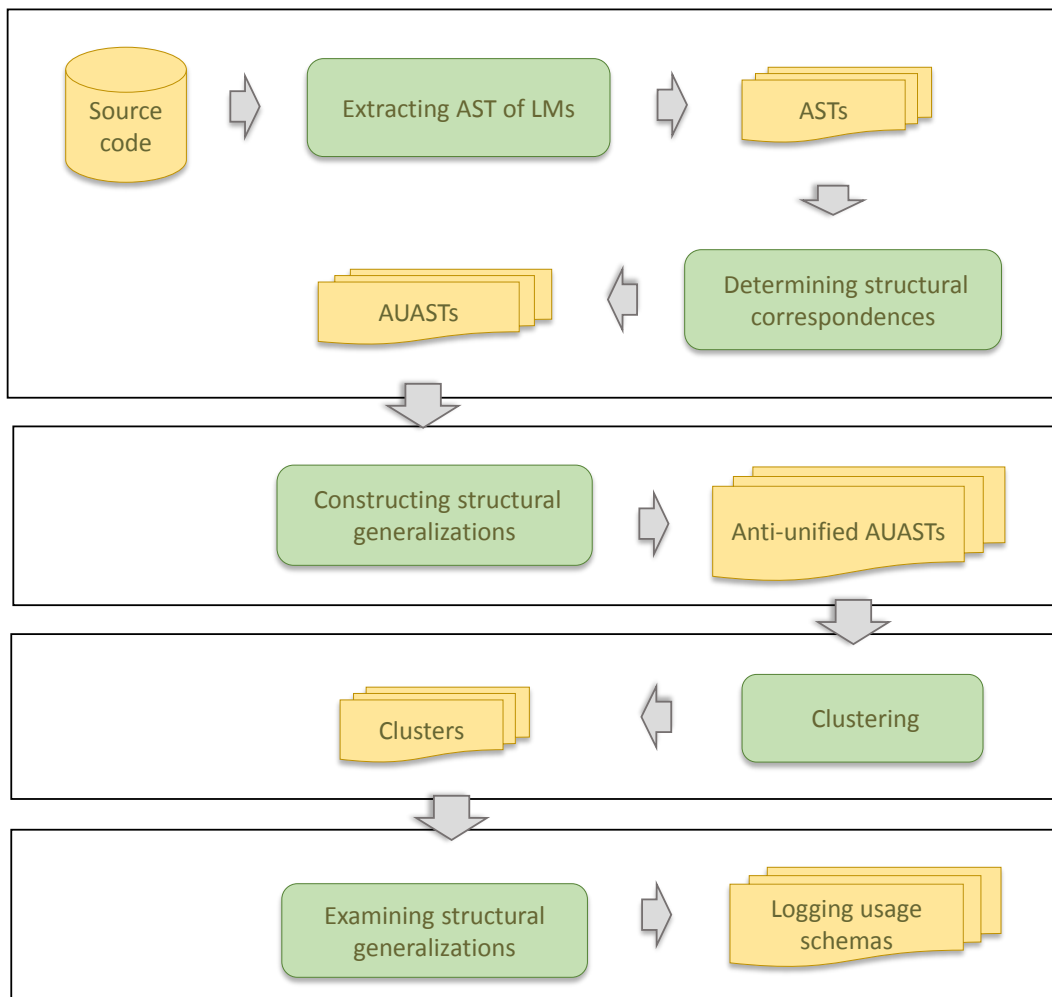 Source
code
Extracting AST of LMs
ASTs
Determining structural
correspondences
AUASTs
Constructing structural
generalizations
Anti-unified AUASTs
Clustering
Clusters
Examining structural
generalizations
Logging usage
schemas